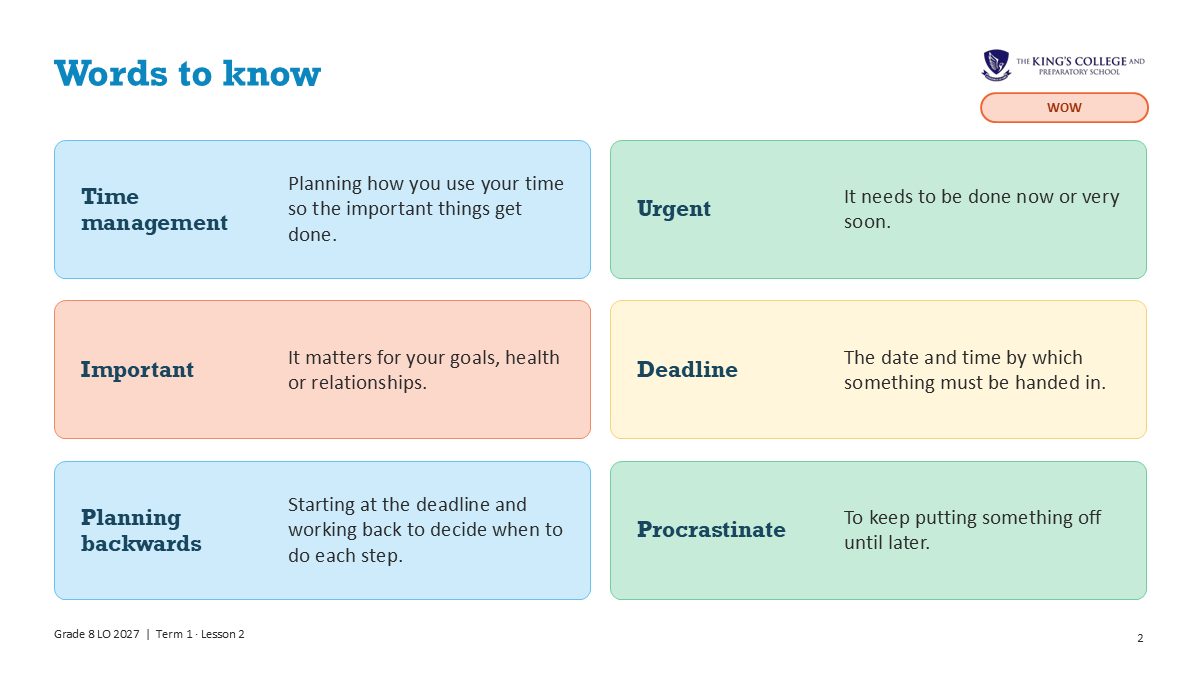 Words to know
THE KING'S COLLEGE AND
PREPARATORY SCHOOL
WOW
Time
management
Planning how you use your time
so the important things get
done.
Urgent
It needs to be done now or very
soon.
Important
It matters for your goals, health
or relationships.
Deadline
The date and time by which
something must be handed in.
Planning
backwards
Starting at the deadline and
working back to decide when to
do each step.
Procrastinate
To keep putting something off
until later.
Grade 8 LO 2027 | Term 1 · Lesson 2
2